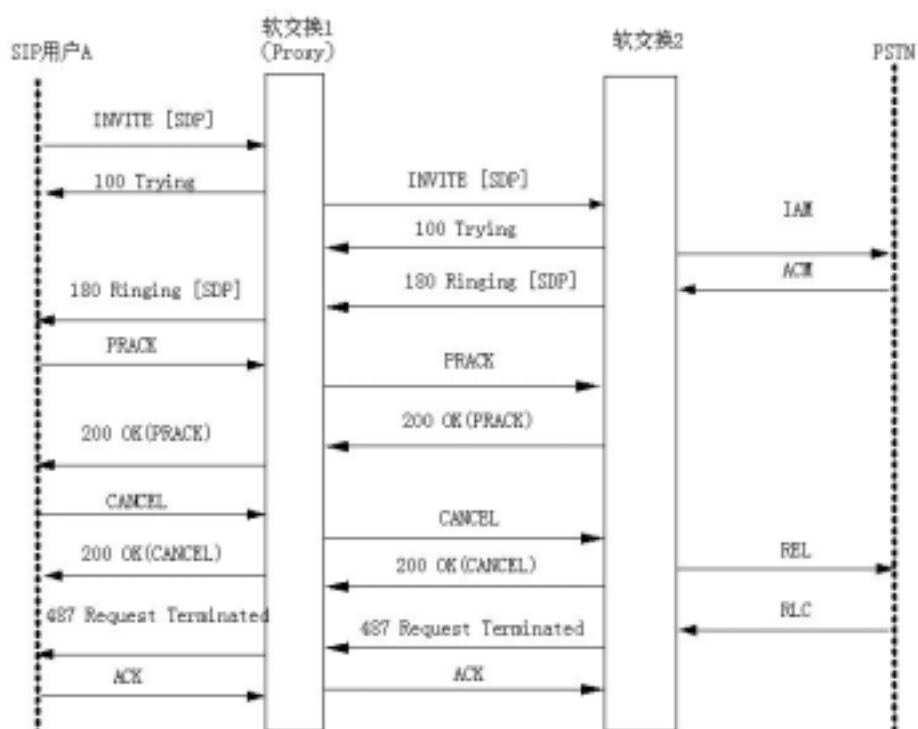 SIP用户A
软交换1
(Proxy)
软交换2
PSTN
INVITE [SDP]
100 Trying
INVITE [SDP]
IAM
100 Trying
ACM
180 Ringing [SDP]
180 Ringing [SDP]
PRACK
PRACK
200 OK(PRACK)
200 OK(PRACK)
CANCEL
CANCEL
200 OK(CANCEL)
REL
200 OK(CANCEL)
487 Request Terminated
RLC
487 Request Terminated
ACK
ACK